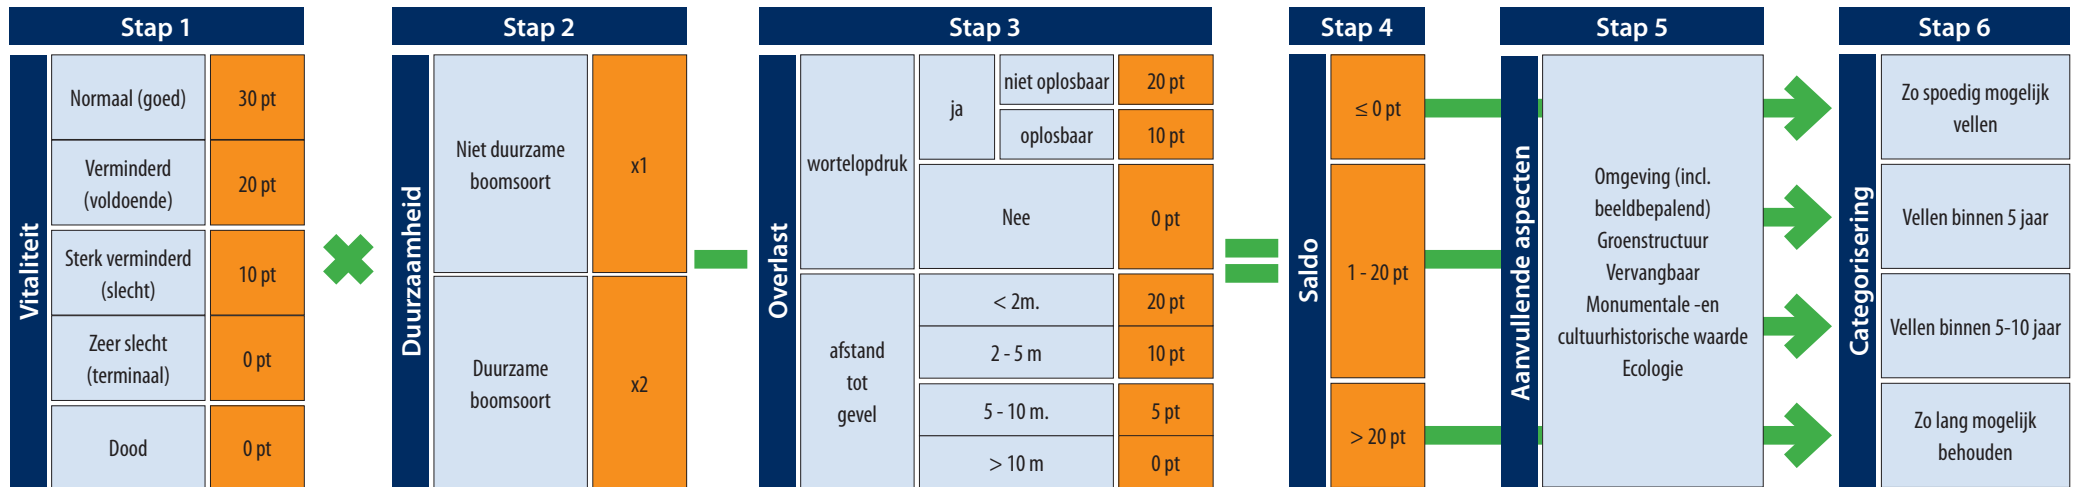 Stap 1
Vitaliteit
Normaal (goed)
30 pt
Verminderd
(voldoende)
20 pt
Sterk verminderd
(slecht)
10 pt
Zeer slecht
(terminaal)
0 pt
Dood
0 pt
Stap 2
Duurzaamheid
Niet duurzame
boomsoort
x1
Duurzame
boomsoort
x2
Stap 3
Overlast
wortelopdruk
ja
niet oplosbaar
20 pt
oplosbaar
10 pt
Nee
0 pt
afstand
tot
gevel
< 2m.
20 pt
2 - 5 m
10 pt
5 - 10 m.
5 pt
> 10 m
0 pt
Stap 4
Saldo
≤ 0 pt
1 - 20 pt
> 20 pt
Stap 5
Aanvullende aspecten
Omgeving (incl.
beeldbepalend)
Groenstructuur
Vervangbaar
Monumentale -en
cultuurhistorische waarde
Ecologie
Stap 6
Categorisering
Zo spoedig mogelijk
vellen
Vellen binnen 5 jaar
Vellen binnen 5-10 jaar
Zo lang mogelijk
behouden